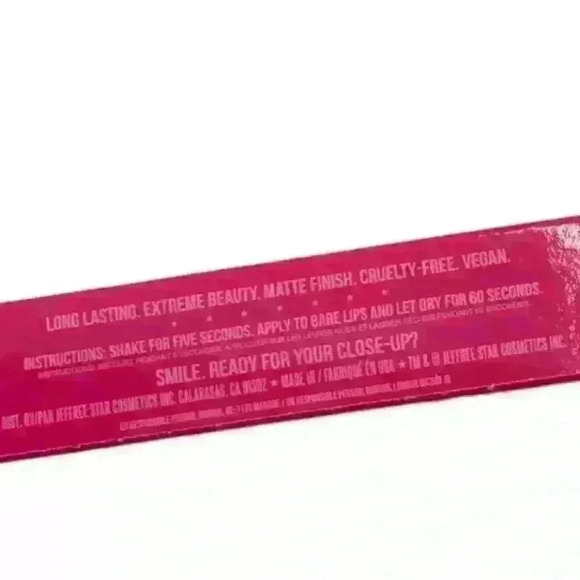 LONG LASTING. EXTREME BEAUTY. MATTE FINISH. CRUELTY-FREE. VEGAN.
INSTRUCTIONS: SHAKE FOR FIVE SECONDS. APPLY TO BARE LIPS AND LET DRY FOR 60 SECONDS.
SMILE. READY FOR YOUR CLOSE-UP?
DIST. BY/PAR JEFFREE STAR COSMETICS INC. CALABASAS, CA 91302 ★ MADE IN / FABRIQUÉ EN USA ★ TM & ® JEFFREE STAR COSMETICS INC.